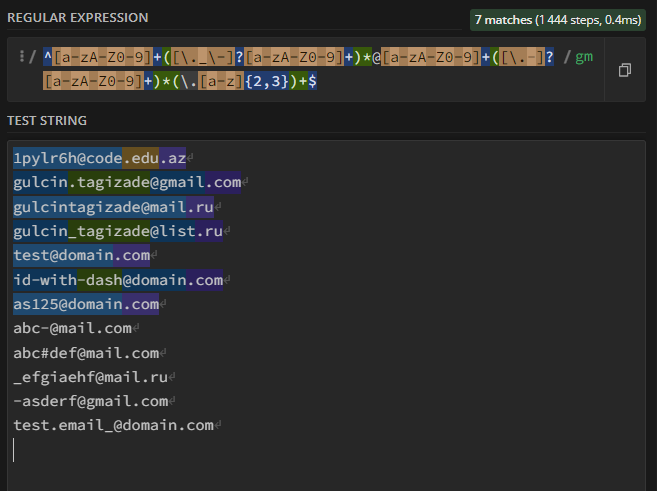 REGULAR EXPRESSION
7 matches (1 444 steps, 0.4ms)
/ ^[a-zA-Z0-9]+([\._\-]?[a-zA-Z0-9]+)*@[a-zA-Z0-9]+([\.-]? / gm
[a-zA-Z0-9]+)*(\.[a-z]{2,3})+$
TEST STRING
1pylr6h@code.edu.az
gulcin.tagizade@gmail.com
gulcintagizade@mail.ru
gulcin_tagizade@list.ru
test@domain.com
id-with-dash@domain.com
as125@domain.com
abc-@mail.com
abc#def@mail.com
_efgiaehf@mail.ru
-asderf@gmail.com
test.email_@domain.com